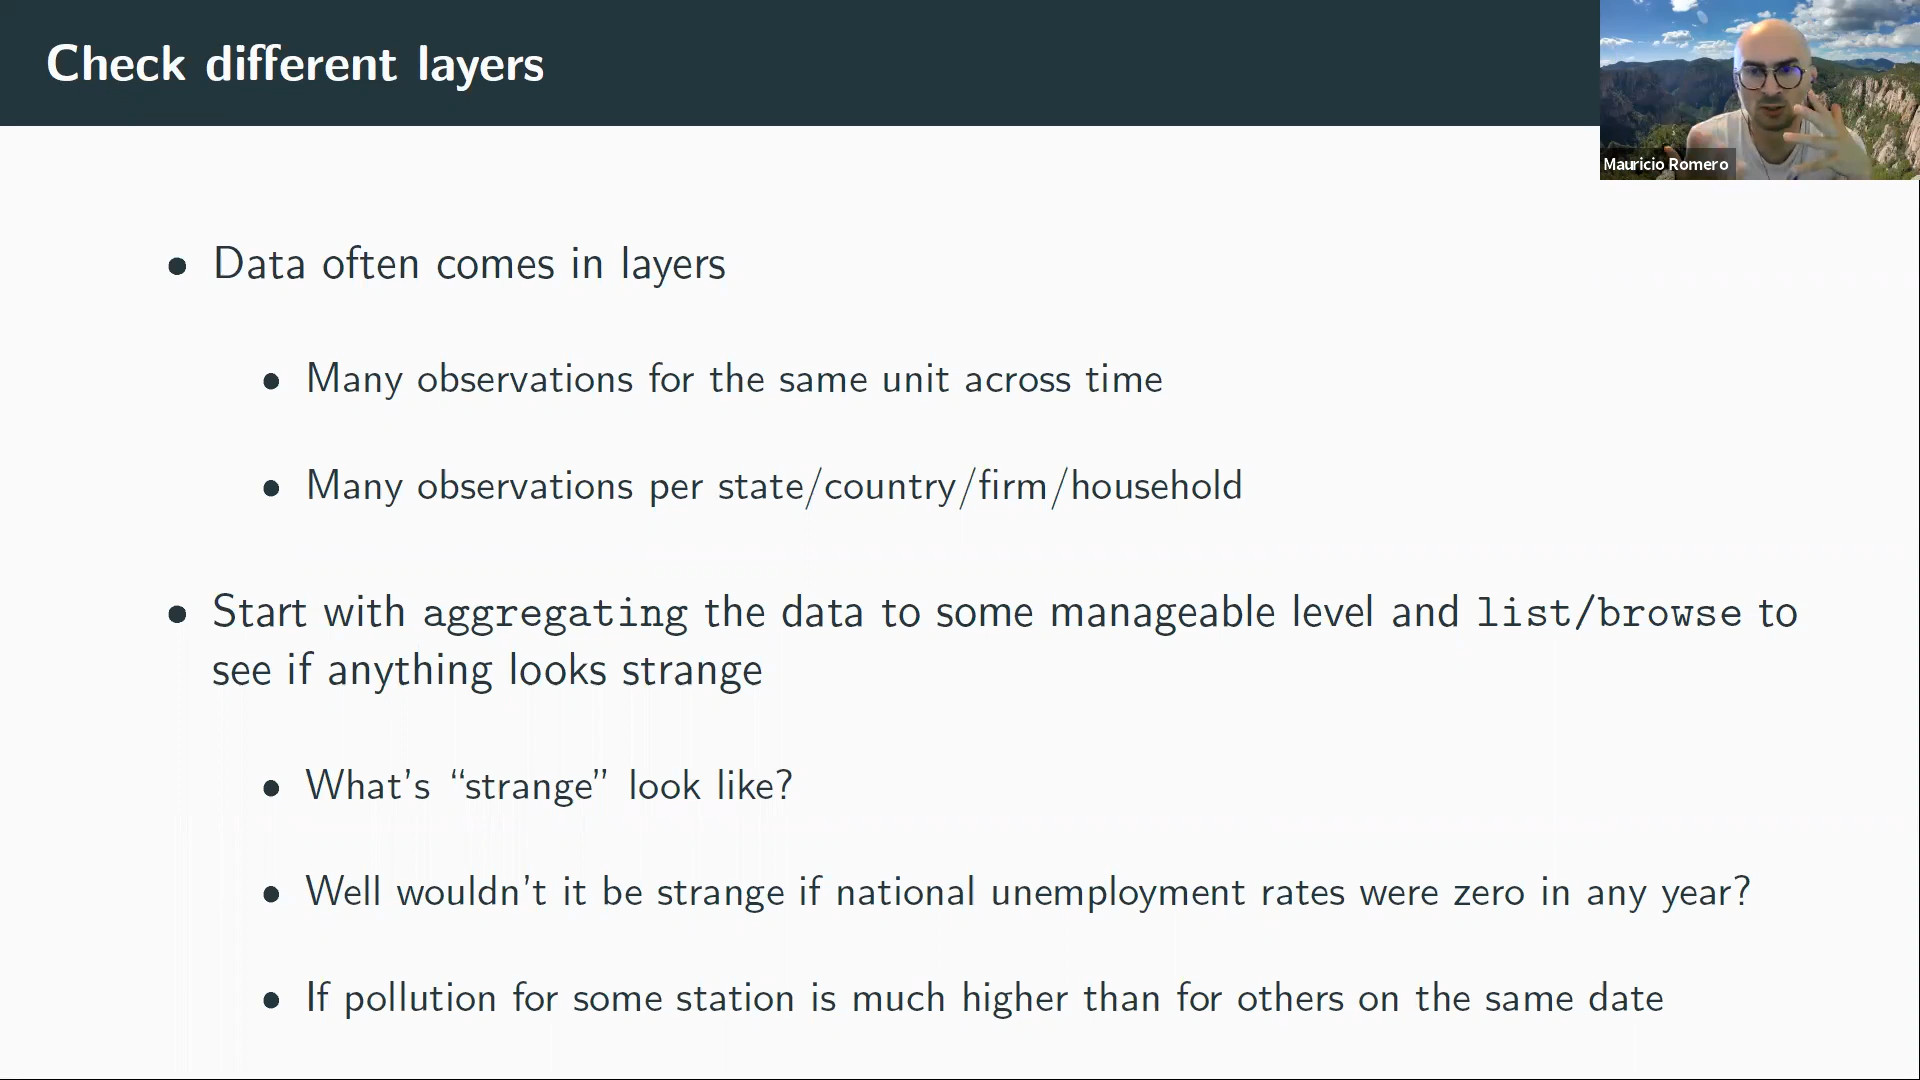 Check different layers
Mauricio Romero
• Data often comes in layers
• Many observations for the same unit across time
• Many observations per state/country/firm/household
• Start with aggregating the data to some manageable level and list/browse to
see if anything looks strange
• What’s “strange” look like?
• Well wouldn’t it be strange if national unemployment rates were zero in any year?
• If pollution for some station is much higher than for others on the same date